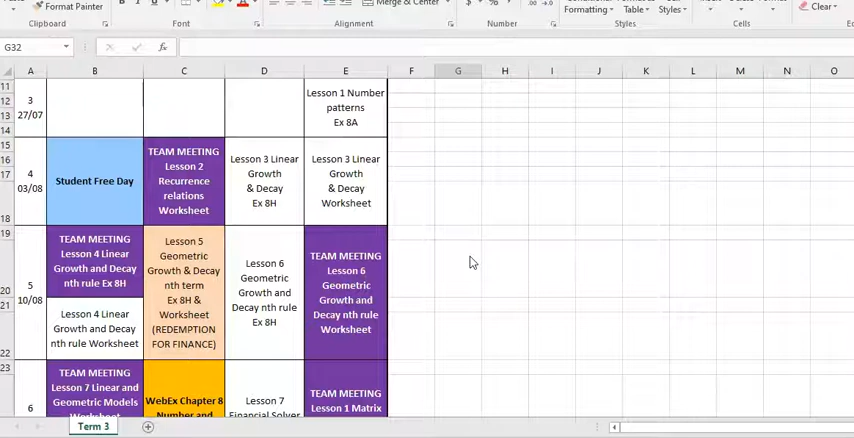 Format Painter
Merge & Center
$
%
Formatting
Table
Styles
Clear
Clipboard
Font
Alignment
Number
Styles
Cells
G32
fx
A B C D E F G H I J K L M N O
11
12
13
14
15
16
17
18
19
20
21
22
23
3
27/07
Lesson 1 Number
patterns
Ex 8A
4
03/08
Student Free Day
TEAM MEETING
Lesson 2
Recurrence
relations
Worksheet
Lesson 3 Linear
Growth
& Decay
Ex 8H
Lesson 3 Linear
Growth
& Decay
Worksheet
5
10/08
TEAM MEETING
Lesson 4 Linear
Growth and Decay
nth rule Ex 8H
Lesson 4 Linear
Growth and Decay
nth rule Worksheet
Lesson 5
Geometric
Growth & Decay
nth term
Ex 8H &
Worksheet
(REDEMPTION
FOR FINANCE)
Lesson 6
Geometric
Growth and
Decay nth rule
Ex 8H
TEAM MEETING
Lesson 6
Geometric
Growth and
Decay nth rule
Worksheet
6
TEAM MEETING
Lesson 7 Linear and
Geometric Models
Worksheet
WebEx Chapter 8
Number and
Lesson 7
Financial Solver
TEAM MEETING
Lesson 1 Matrix
Term 3